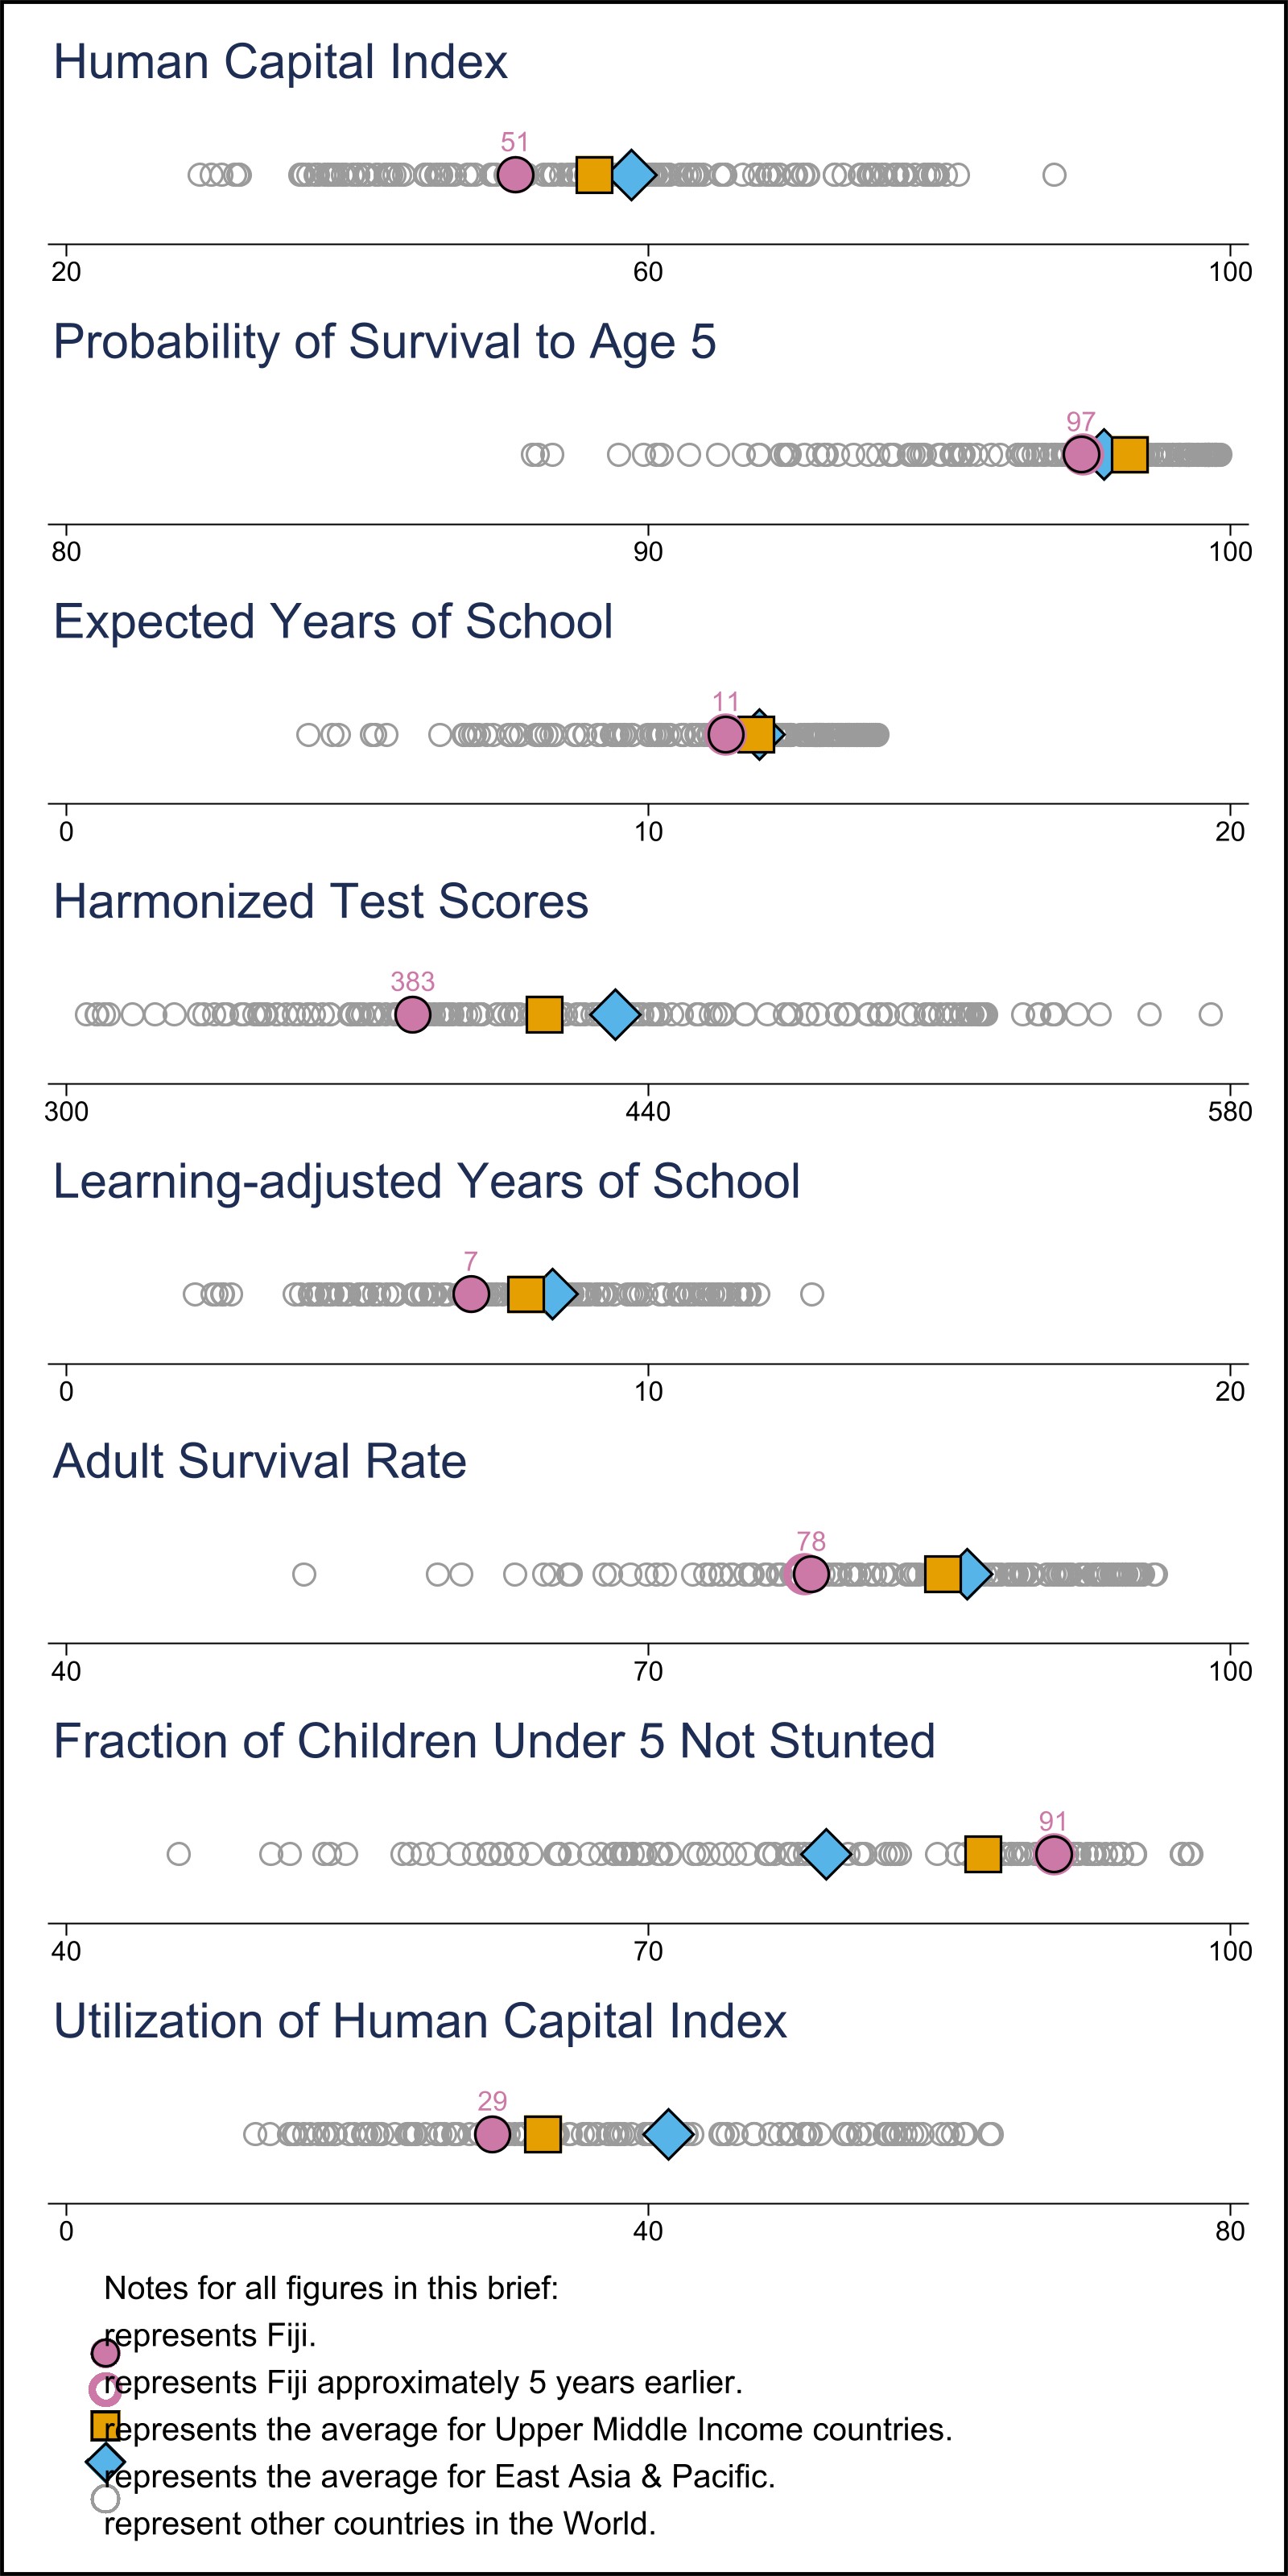 Human Capital Index
51
20 60 100
Probability of Survival to Age 5
97
80 90 100
Expected Years of School
11
0 10 20
Harmonized Test Scores
383
300 440 580
Learning-adjusted Years of School
7
0 10 20
Adult Survival Rate
78
40 70 100
Fraction of Children Under 5 Not Stunted
91
40 70 100
Utilization of Human Capital Index
29
0 40 80
Notes for all figures in this brief:
represents Fiji.
represents Fiji approximately 5 years earlier.
represents the average for Upper Middle Income countries.
represents the average for East Asia & Pacific.
represent other countries in the World.